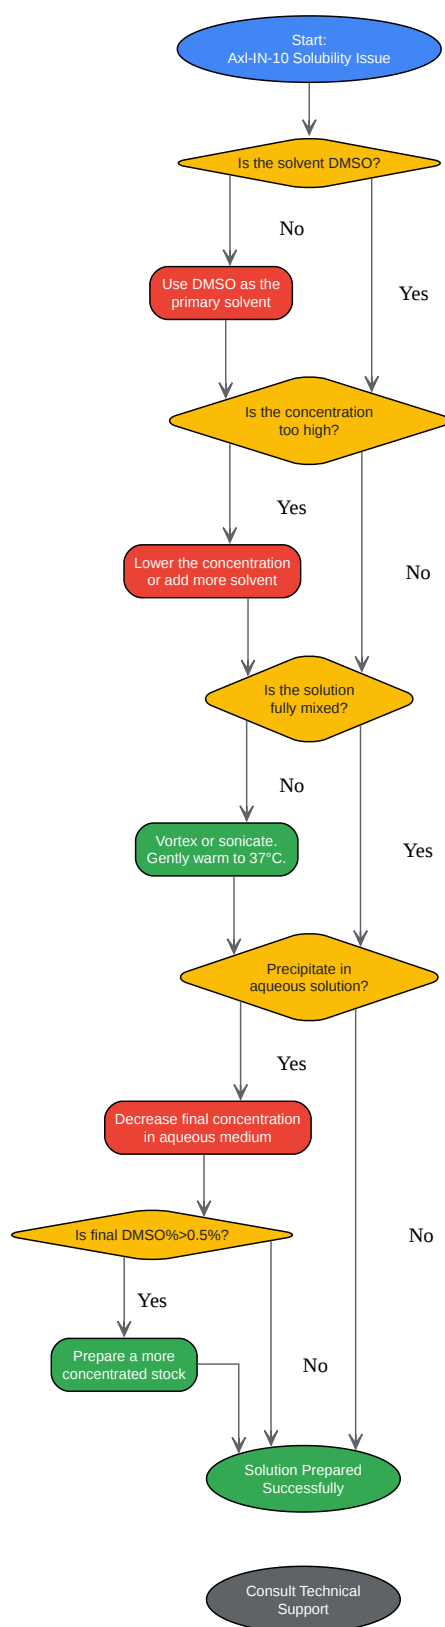 Start:
Axl-IN-10 Solubility Issue
Is the solvent DMSO?
No
Use DMSO as the
primary solvent
Yes
Is the concentration
too high?
Yes
Lower the concentration
or add more solvent
No
Is the solution
fully mixed?
No
Vortex or sonicate.
Gently warm to 37°C.
Yes
Precipitate in
aqueous solution?
Yes
Decrease final concentration
in aqueous medium
No
Is final DMSO%>0.5%?
Yes
Prepare a more
concentrated stock
No
Solution Prepared
Successfully
Consult Technical
Support